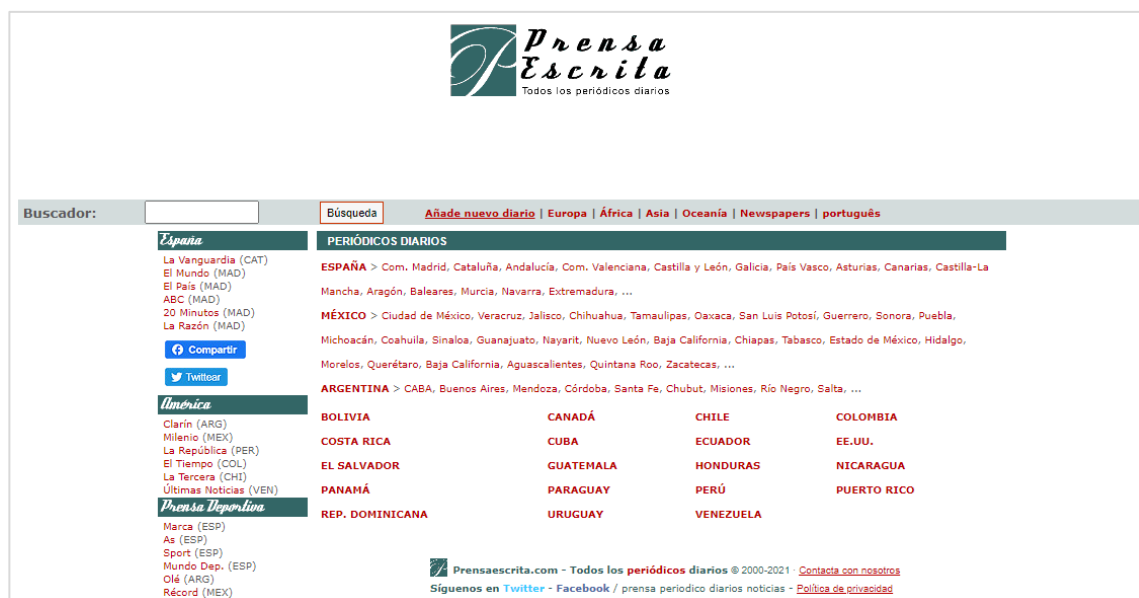 Prensa
Escrita
Todos los periódicos diarios
Buscador:
Búsqueda
Añade nuevo diario | Europa | África | Asia | Oceanía | Newspapers | português
España
La Vanguardia (CAT)
El Mundo (MAD)
El País (MAD)
ABC (MAD)
20 Minutos (MAD)
La Razón (MAD)
Compartir
Twittear
América
Clarín (ARG)
Milenio (MEX)
La República (PER)
El Tiempo (COL)
La Tercera (CHI)
Últimas Noticias (VEN)
Prensa Deportiva
Marca (ESP)
As (ESP)
Sport (ESP)
Mundo Dep. (ESP)
Olé (ARG)
Récord (MEX)
PERIÓDICOS DIARIOS
ESPAÑA > Com. Madrid, Cataluña, Andalucía, Com. Valenciana, Castilla y León, Galicia, País Vasco, Asturias, Canarias, Castilla-La
Mancha, Aragón, Baleares, Murcia, Navarra, Extremadura, ...
MÉXICO > Ciudad de México, Veracruz, Jalisco, Chihuahua, Tamaulipas, Oaxaca, San Luis Potosí, Guerrero, Sonora, Puebla,
Michoacán, Coahuila, Sinaloa, Guanajuato, Nayarit, Nuevo León, Baja California, Chiapas, Tabasco, Estado de México, Hidalgo,
Morelos, Querétaro, Baja California, Aguascalientes, Quintana Roo, Zacatecas, ...
ARGENTINA > CABA, Buenos Aires, Mendoza, Córdoba, Santa Fe, Chubut, Misiones, Río Negro, Salta, ...
BOLIVIA CANADÁ CHILE COLOMBIA
COSTA RICA CUBA ECUADOR EE.UU.
EL SALVADOR GUATEMALA HONDURAS NICARAGUA
PANAMÁ PARAGUAY PERÚ PUERTO RICO
REP. DOMINICANA URUGUAY VENEZUELA
Prensaescrita.com - Todos los periódicos diarios © 2000-2021 · Contacta con nosotros
Síguenos en Twitter - Facebook / prensa periodico diarios noticias - Política de privacidad